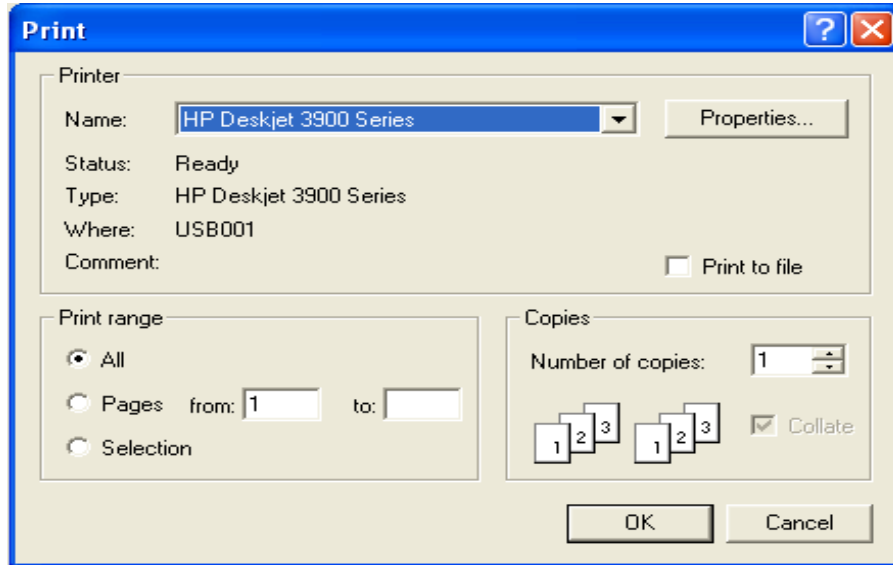 Print
Printer
Name: HP Deskjet 3900 Series Properties...
Status: Ready
Type: HP Deskjet 3900 Series
Where: USB001
Comment: Print to file
Print range
All
Pages from: 1 to:
Selection
Copies
Number of copies: 1
1 2 3 1 2 3 Collate
OK Cancel